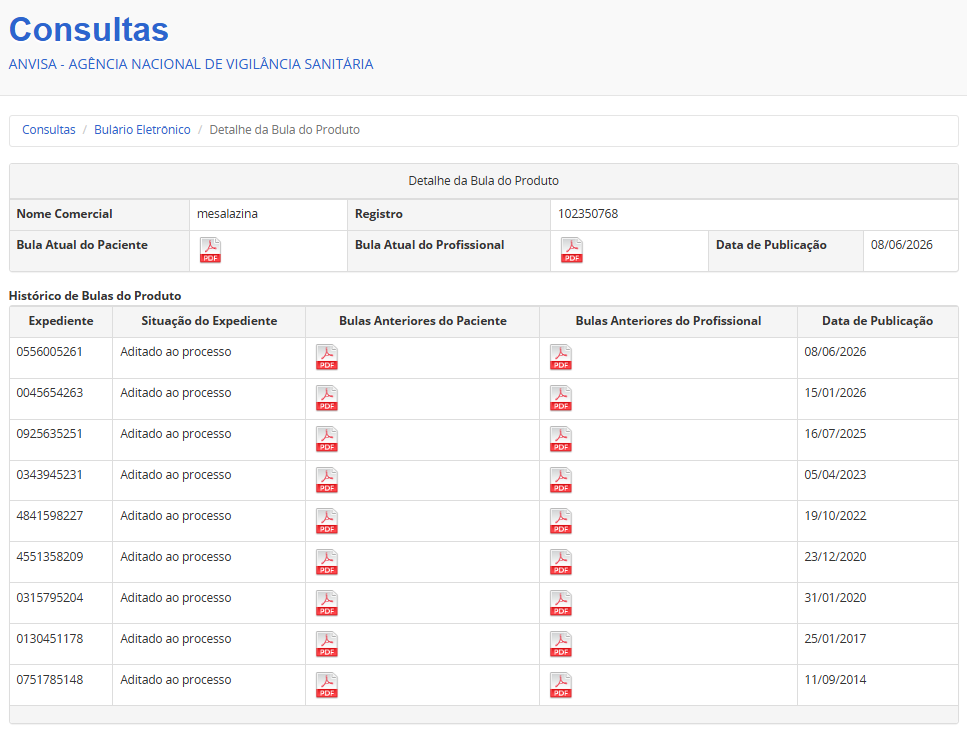 Consultas
ANVISA - AGÊNCIA NACIONAL DE VIGILÂNCIA SANITÁRIA
Consultas / Bulário Eletrônico / Detalhe da Bula do Produto
Detalhe da Bula do Produto
Nome Comercial mesalazina Registro 102350768
Bula Atual do Paciente PDF Bula Atual do Profissional PDF Data de Publicação 08/06/2026
Histórico de Bulas do Produto
Expediente Situação do Expediente Bulas Anteriores do Paciente Bulas Anteriores do Profissional Data de Publicação
0556005261 Aditado ao processo PDF PDF 08/06/2026
0045654263 Aditado ao processo PDF PDF 15/01/2026
0925635251 Aditado ao processo PDF PDF 16/07/2025
0343945231 Aditado ao processo PDF PDF 05/04/2023
4841598227 Aditado ao processo PDF PDF 19/10/2022
4551358209 Aditado ao processo PDF PDF 23/12/2020
0315795204 Aditado ao processo PDF PDF 31/01/2020
0130451178 Aditado ao processo PDF PDF 25/01/2017
0751785148 Aditado ao processo PDF PDF 11/09/2014